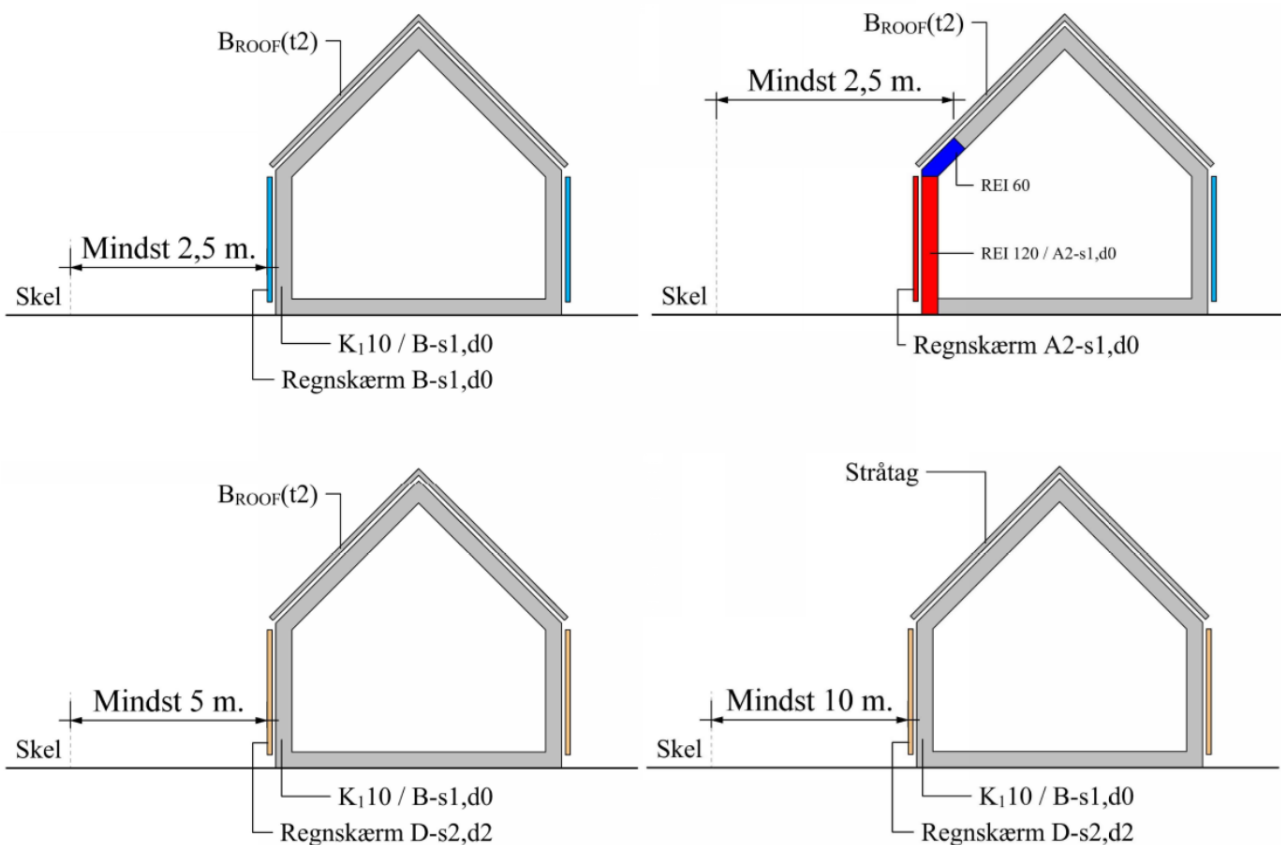 B_ROOF(t2)
Mindst 2,5 m.
Skel
K₁10 / B-s1,d0
Regnskærm B-s1,d0
B_ROOF(t2)
Mindst 2,5 m.
REI 60
REI 120 / A2-s1,d0
Skel
Regnskærm A2-s1,d0
B_ROOF(t2)
Mindst 5 m.
Skel
K₁10 / B-s1,d0
Regnskærm D-s2,d2
Stråtag
Mindst 10 m.
Skel
K₁10 / B-s1,d0
Regnskærm D-s2,d2